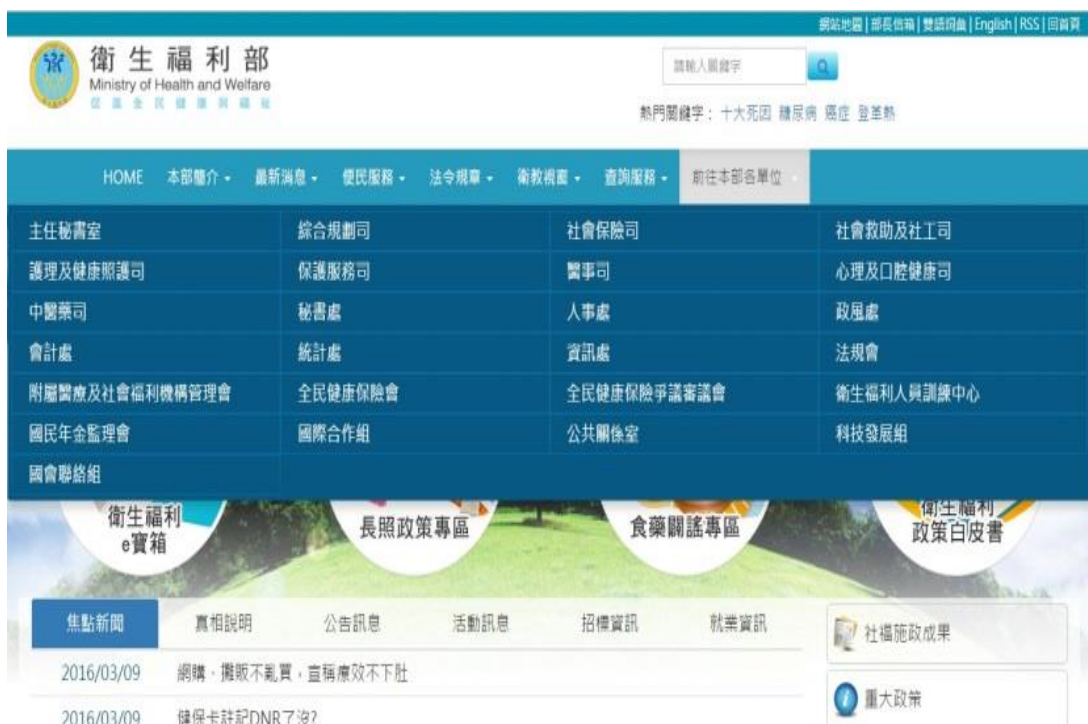 網站地圖 | 部長信箱 | 雙語詞彙 | English | RSS | 回首頁
衛生福利部
Ministry of Health and Welfare
促進全民健康與福祉
請輸入關鍵字
熱門關鍵字： 十大死因 糖尿病 癌症 登革熱
HOME 本部簡介 最新消息 便民服務 法令規章 衛教視窗 查詢服務 前往本部各單位
主任秘書室 綜合規劃司 社會保險司 社會救助及社工司
護理及健康照護司 保護服務司 醫事司 心理及口腔健康司
中醫藥司 秘書處 人事處 政風處
會計處 統計處 資訊處 法規會
附屬醫療及社會福利機構管理會 全民健康保險會 全民健康保險爭議審議會 衛生福利人員訓練中心
國民年金監理會 國際合作組 公共關係室 科技發展組
國會聯絡組
衛生福利 長照政策專區 食藥闢謠專區 衛生福利
e寶箱 政策白皮書
焦點新聞 真相說明 公告訊息 活動訊息 招標資訊 就業資訊
社福施政成果
2016/03/09 網購、攤販不亂買，宣稱療效不下肚
重大政策
2016/03/09 健保卡註記DNR了沒?